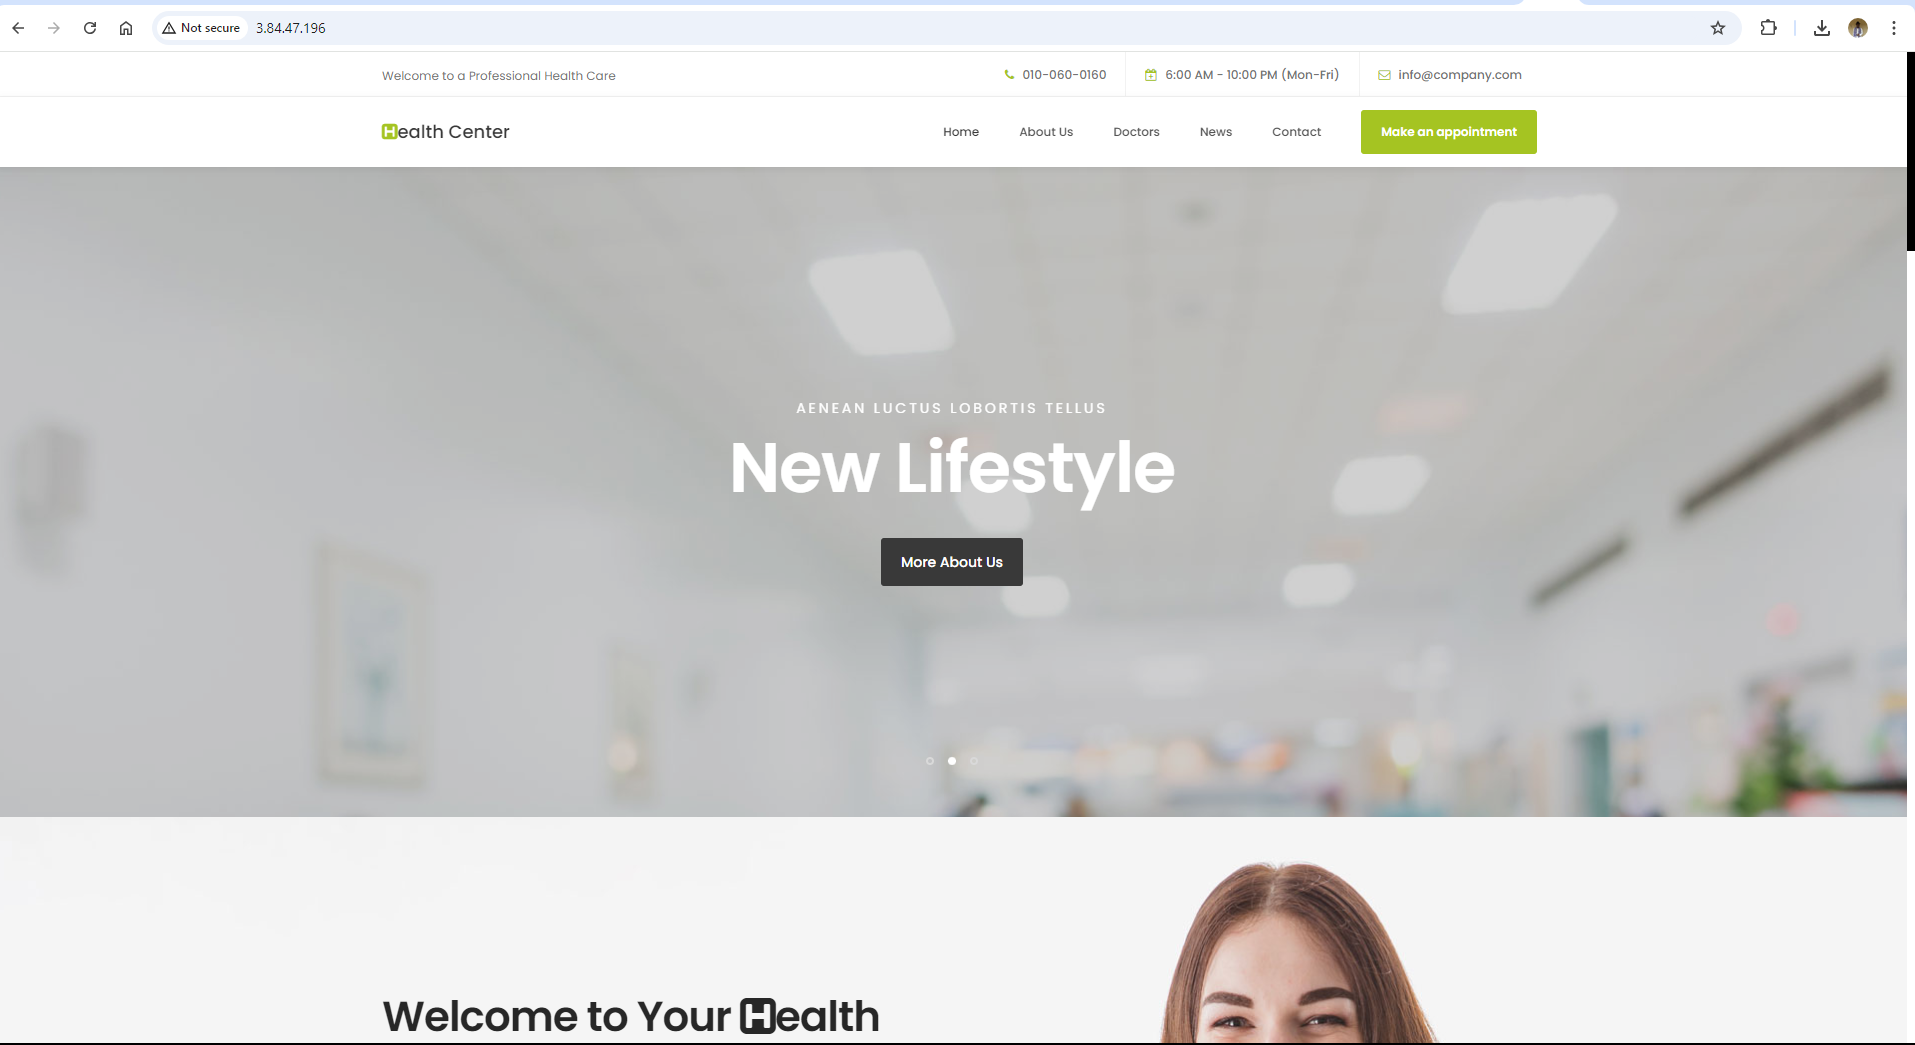 Not secure 3.84.47.196
Welcome to a Professional Health Care
010-060-0160
6:00 AM - 10:00 PM (Mon-Fri)
info@company.com
Health Center
Home
About Us
Doctors
News
Contact
Make an appointment
AENEAN LUCTUS LOBORTIS TELLUS
New Lifestyle
More About Us
Welcome to Your Health